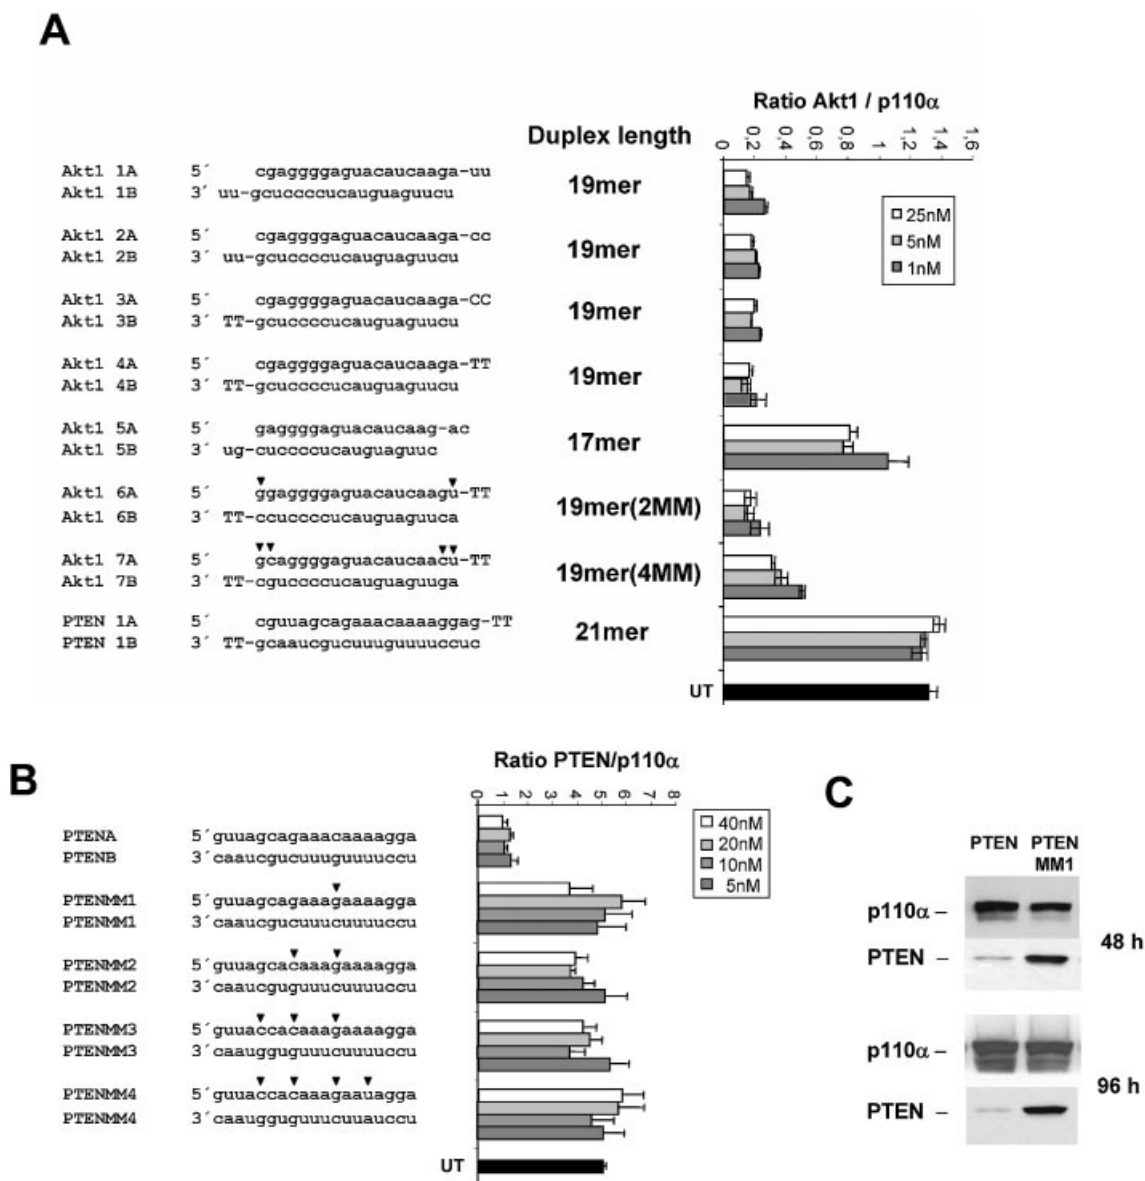 A
Ratio Akt1 / p110α
Duplex length
0 0,2 0,4 0,6 0,8 1 1,2 1,4 1,6
Akt1 1A 5´ cgaggggaguacaucaaga-uu
Akt1 1B 3´ uu-gcuccccucauguaguucu
19mer
25nM
5nM
1nM
Akt1 2A 5´ cgaggggaguacaucaaga-cc
Akt1 2B 3´ uu-gcuccccucauguaguucu
19mer
Akt1 3A 5´ cgaggggaguacaucaaga-CC
Akt1 3B 3´ TT-gcuccccucauguaguucu
19mer
Akt1 4A 5´ cgaggggaguacaucaaga-TT
Akt1 4B 3´ TT-gcuccccucauguaguucu
19mer
Akt1 5A 5´ gaggggaguacaucaag-ac
Akt1 5B 3´ ug-cuccccucauguaguuc
17mer
Akt1 6A 5´ ggaggggaguacaucaagu-TT
Akt1 6B 3´ TT-ccuccccucauguaguuca
19mer(2MM)
Akt1 7A 5´ gcaggggaguacaucaacu-TT
Akt1 7B 3´ TT-cguccccucauguaguuga
19mer(4MM)
PTEN 1A 5´ cguuagcagaaacaaaaggag-TT
PTEN 1B 3´ TT-gcaaucgucuuuguuuuccuc
21mer
UT
B
Ratio PTEN/p110α
0 1 2 3 4 5 6 7 8
PTENA 5´guuagcagaaacaaaagga
PTENB 3´caaucgucuuuguuuuccu
40nM
20nM
10nM
5nM
PTENMM1 5´guuagcagaaagaaaagga
PTENMM1 3´caaucgucuuucuuuuccu
PTENMM2 5´guuagcacaaagaaaagga
PTENMM2 3´caaucguguuucuuuuccu
PTENMM3 5´guuaccacaaagaaaagga
PTENMM3 3´caaugguguuucuuuuccu
PTENMM4 5´guuaccacaaagaauagga
PTENMM4 3´caaugguguuucuuauccu
UT
C
PTEN PTEN MM1
p110α –
PTEN –
48 h
p110α –
PTEN –
96 h